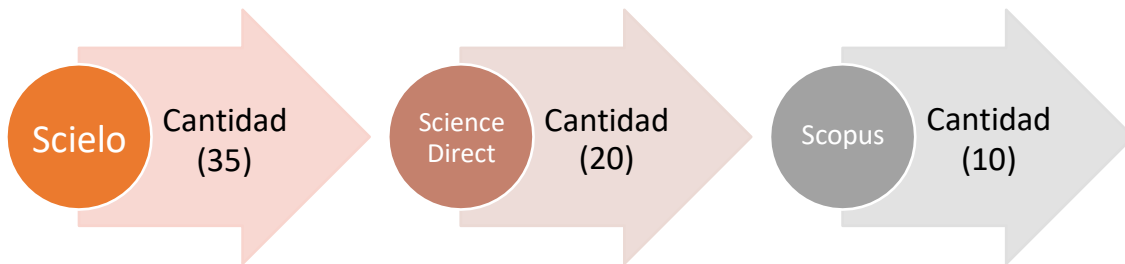 Scielo
Cantidad
(35)
Science
Direct
Cantidad
(20)
Scopus
Cantidad
(10)